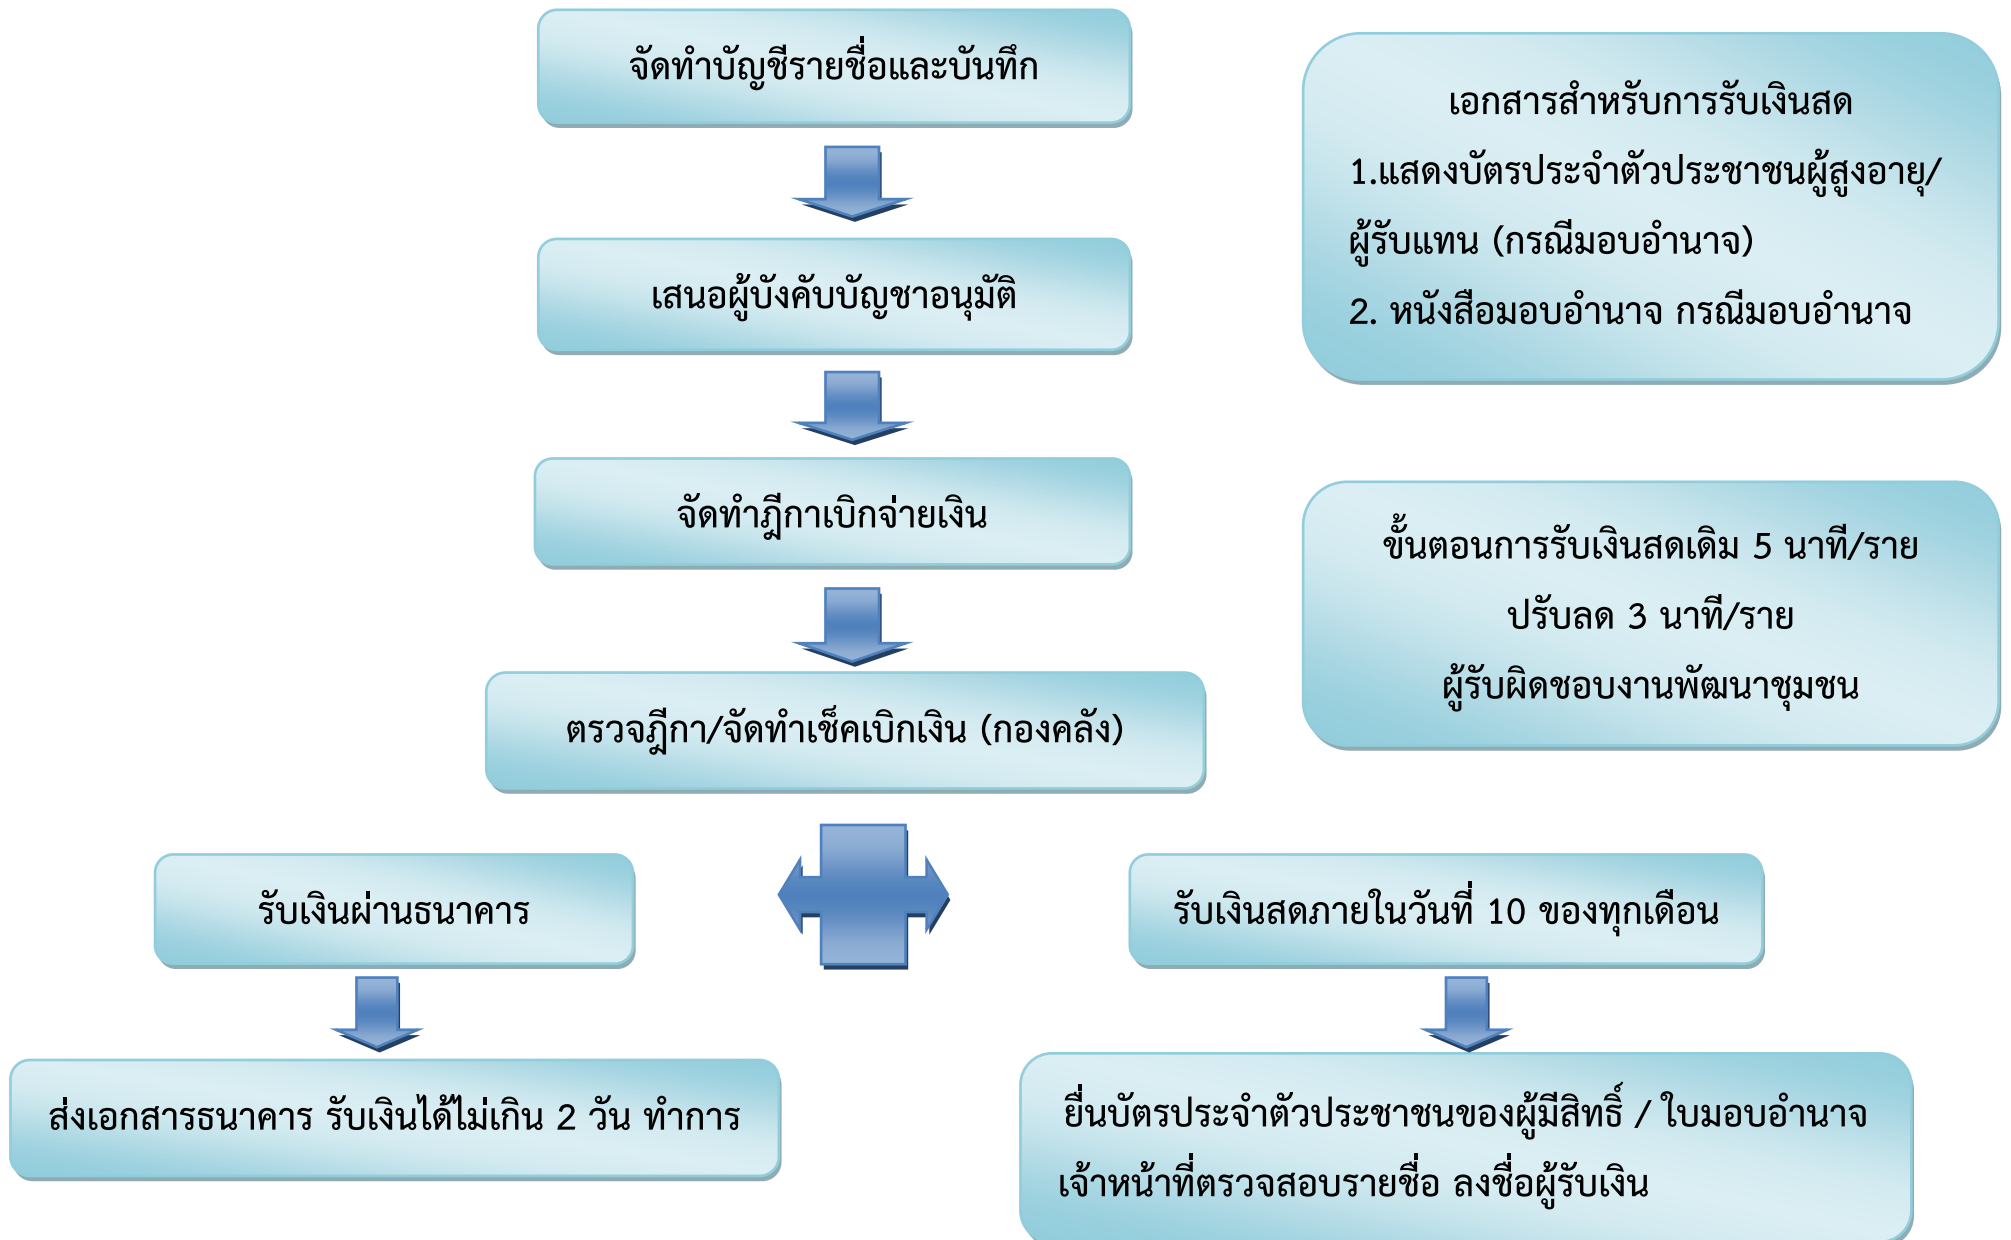 จัดทำบัญชีรายชื่อและบันทึก
เสนอผู้บังคับบัญชาอนุมัติ
จัดทำฎีกาเบิกจ่ายเงิน
ตรวจฎีกา/จัดทำเช็คเบิกเงิน (กองคลัง)
รับเงินผ่านธนาคาร
ส่งเอกสารธนาคาร รับเงินได้ไม่เกิน 2 วัน ทำการ
รับเงินสดภายในวันที่ 10 ของทุกเดือน
ยื่นบัตรประจำตัวประชาชนของผู้มีสิทธิ์ / ใบมอบอำนาจ
เจ้าหน้าที่ตรวจสอบรายชื่อ ลงชื่อผู้รับเงิน
เอกสารสำหรับการรับเงินสด
1.แสดงบัตรประจำตัวประชาชนผู้สูงอายุ/
ผู้รับแทน (กรณีมอบอำนาจ)
2. หนังสือมอบอำนาจ กรณีมอบอำนาจ
ขั้นตอนการรับเงินสดเดิม 5 นาที/ราย
ปรับลด 3 นาที/ราย
ผู้รับผิดชอบงานพัฒนาชุมชน